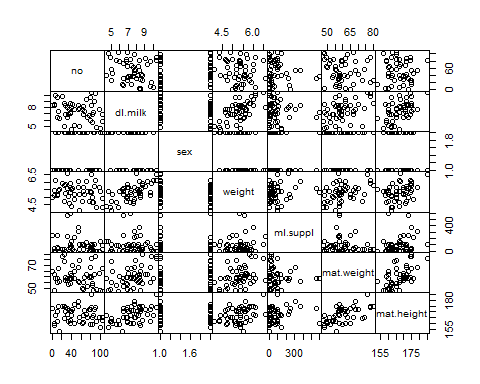 5 7 9 4.5 6.0 50 65 80
no
0 60
dl.milk
5 8
sex
1.0 1.8
weight
4.5 6.5
ml.suppl
0 400
mat.weight
50 70
mat.height
155 180
0 40 100 1.0 1.6 0 300 155 175